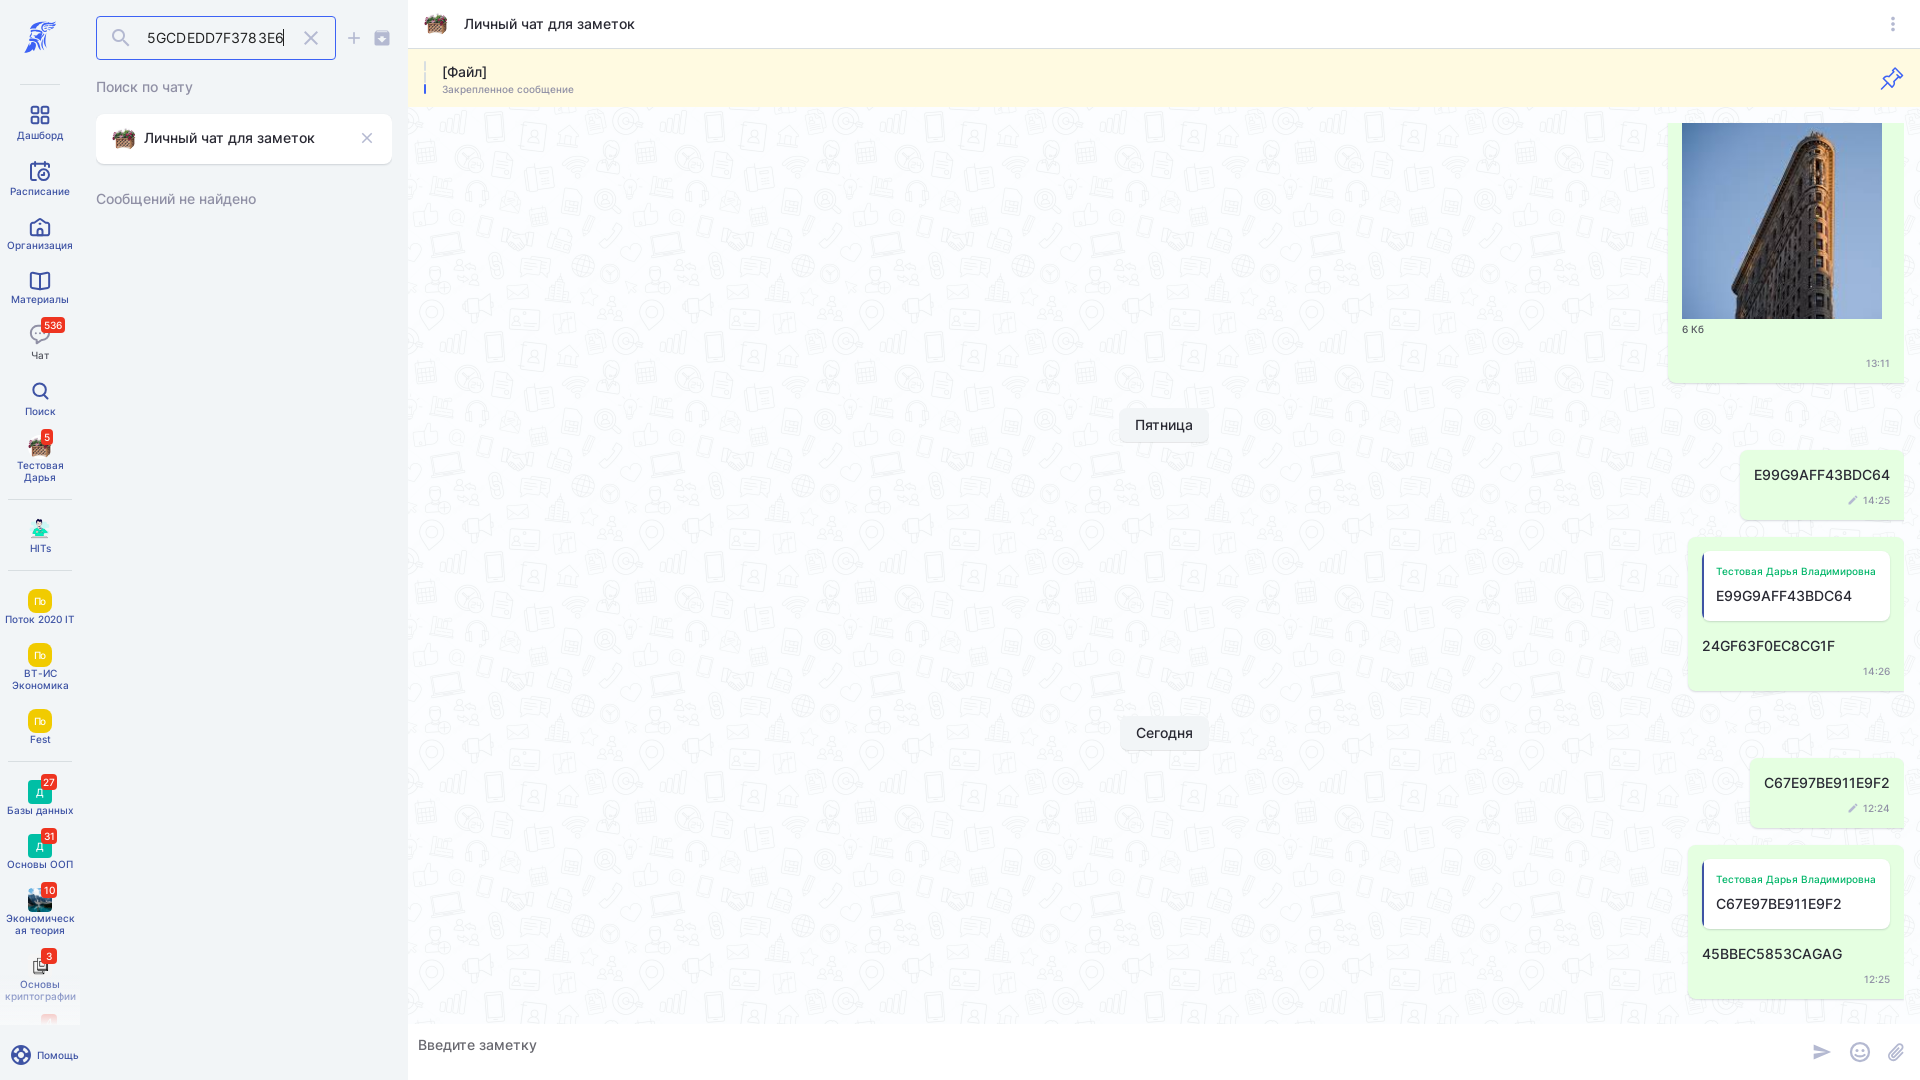 5GCDEDD7F3783E6
Поиск по чату
Личный чат для заметок
Сообщений не найдено
Дашборд
Расписание
Организация
Материалы
536
Чат
Поиск
5
Тестовая
Дарья
HITs
По
Поток 2020 IT
По
ВТ-ИС
Экономика
По
Fest
27
Д
Базы данных
31
Д
Основы ООП
10
Экономическ
ая теория
3
Основы
криптографии
Помощь
Личный чат для заметок
[Файл]
Закрепленное сообщение
6 Кб
13:11
Пятница
E99G9AFF43BDC64
14:25
Тестовая Дарья Владимировна
E99G9AFF43BDC64
24GF63F0EC8CG1F
14:26
Сегодня
C67E97BE911E9F2
12:24
Тестовая Дарья Владимировна
C67E97BE911E9F2
45BBEC5853CAGAG
12:25
Введите заметку